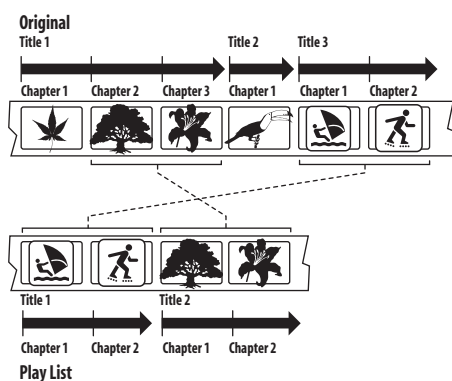 Original
Title 1 Title 2 Title 3
Chapter 1 Chapter 2 Chapter 3 Chapter 1 Chapter 1 Chapter 2
Title 1 Title 2
Chapter 1 Chapter 2 Chapter 1 Chapter 2
Play List